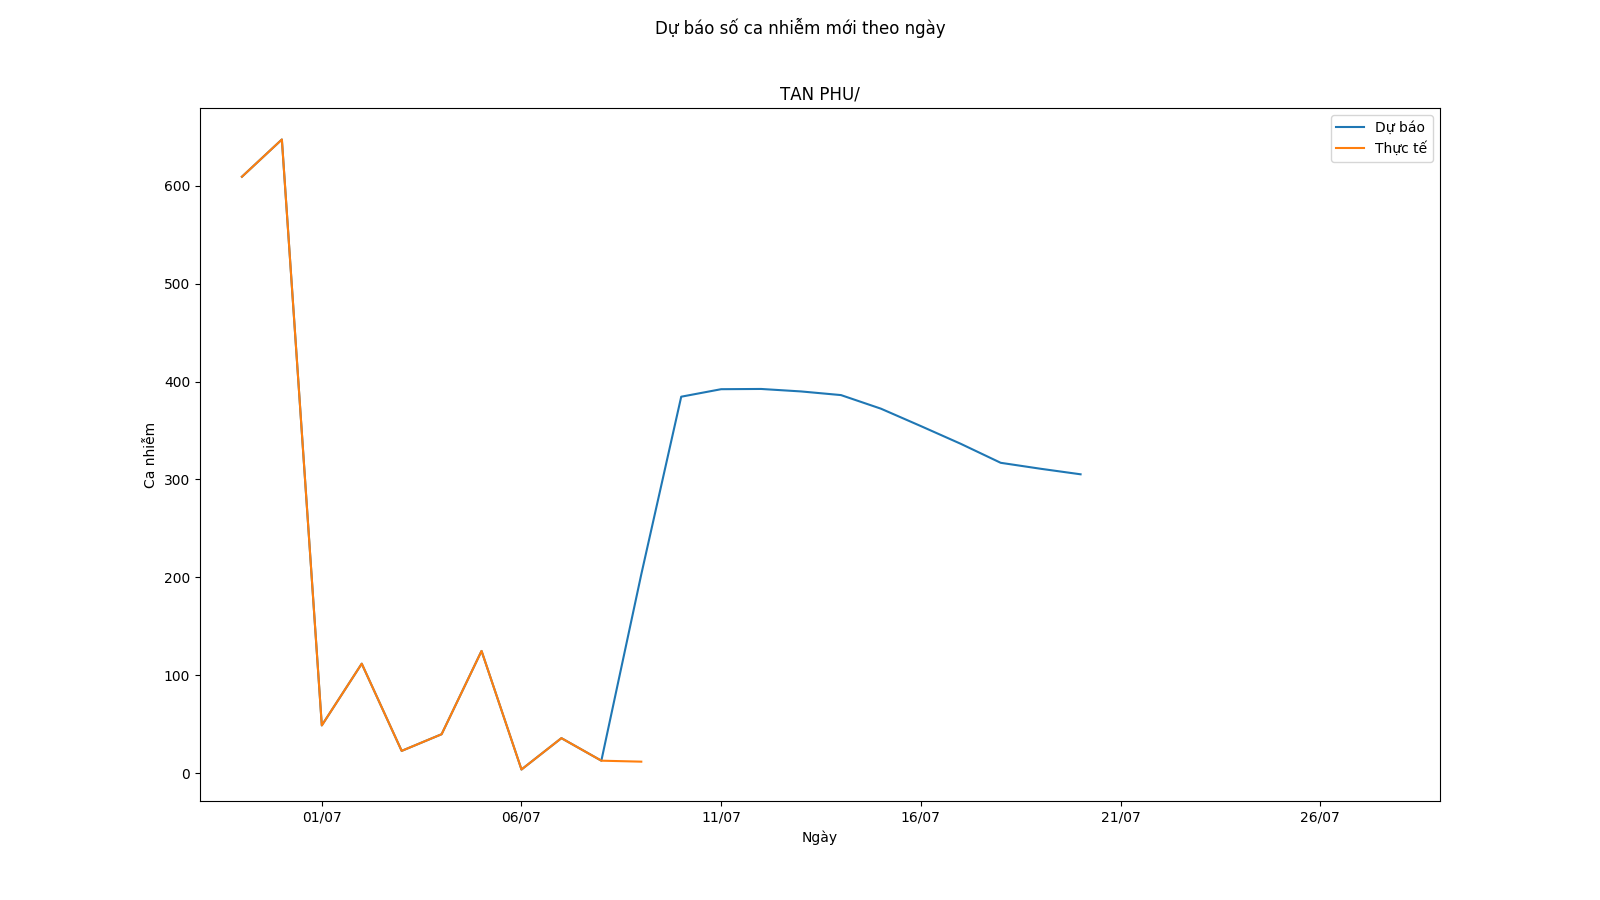 Dự báo số ca nhiễm mới theo ngày
TAN PHU/
Dự báo
Thực tế
600
500
400
300
200
100
0
Ca nhiễm
01/07
06/07
11/07
16/07
21/07
26/07
Ngày